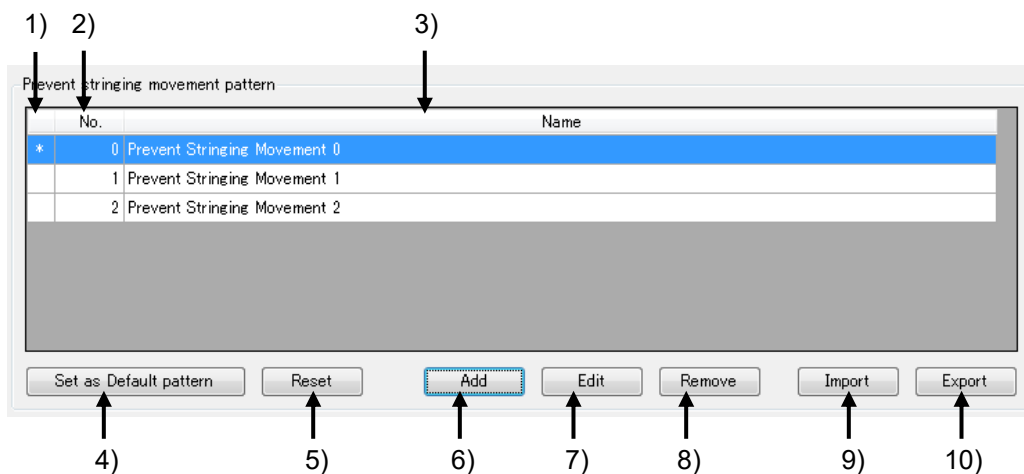 1) 2) 3)
Prevent stringing movement pattern
No. Name
* 0 Prevent Stringing Movement 0
1 Prevent Stringing Movement 1
2 Prevent Stringing Movement 2
Set as Default pattern Reset Add Edit Remove Import Export
4) 5) 6) 7) 8) 9) 10)